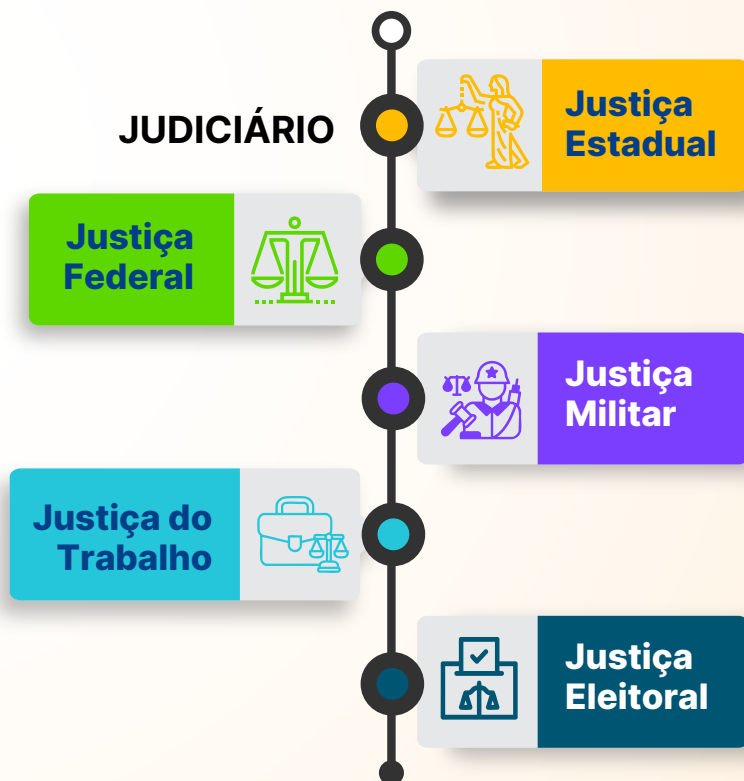 JUDICIÁRIO
Justiça
Estadual
Justiça
Federal
Justiça
Militar
Justiça do
Trabalho
Justiça
Eleitoral